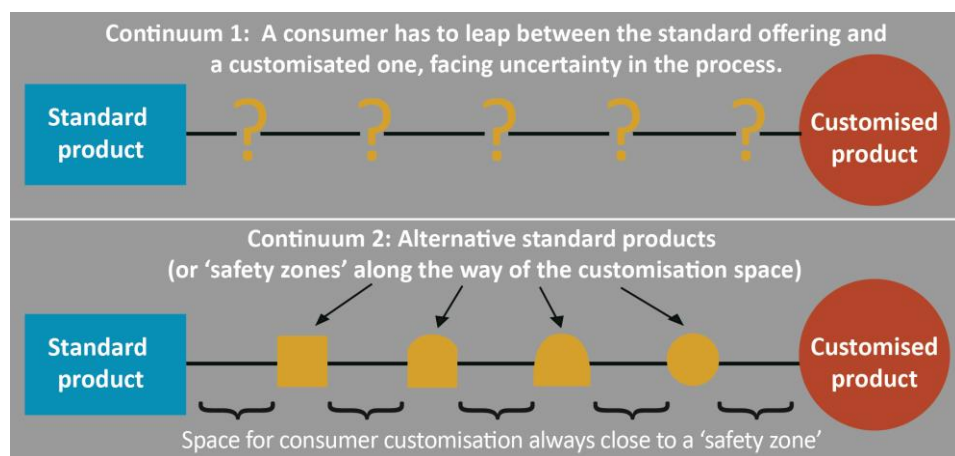 Continuum 1:  A consumer has to leap between the standard offering and
a customisated one, facing uncertainty in the process.
Standard
product
? ? ? ? ?
Customised
product
Continuum 2: Alternative standard products
(or ‘safety zones’ along the way of the customisation space)
Standard
product
Customised
product
Space for consumer customisation always close to a ‘safety zone’